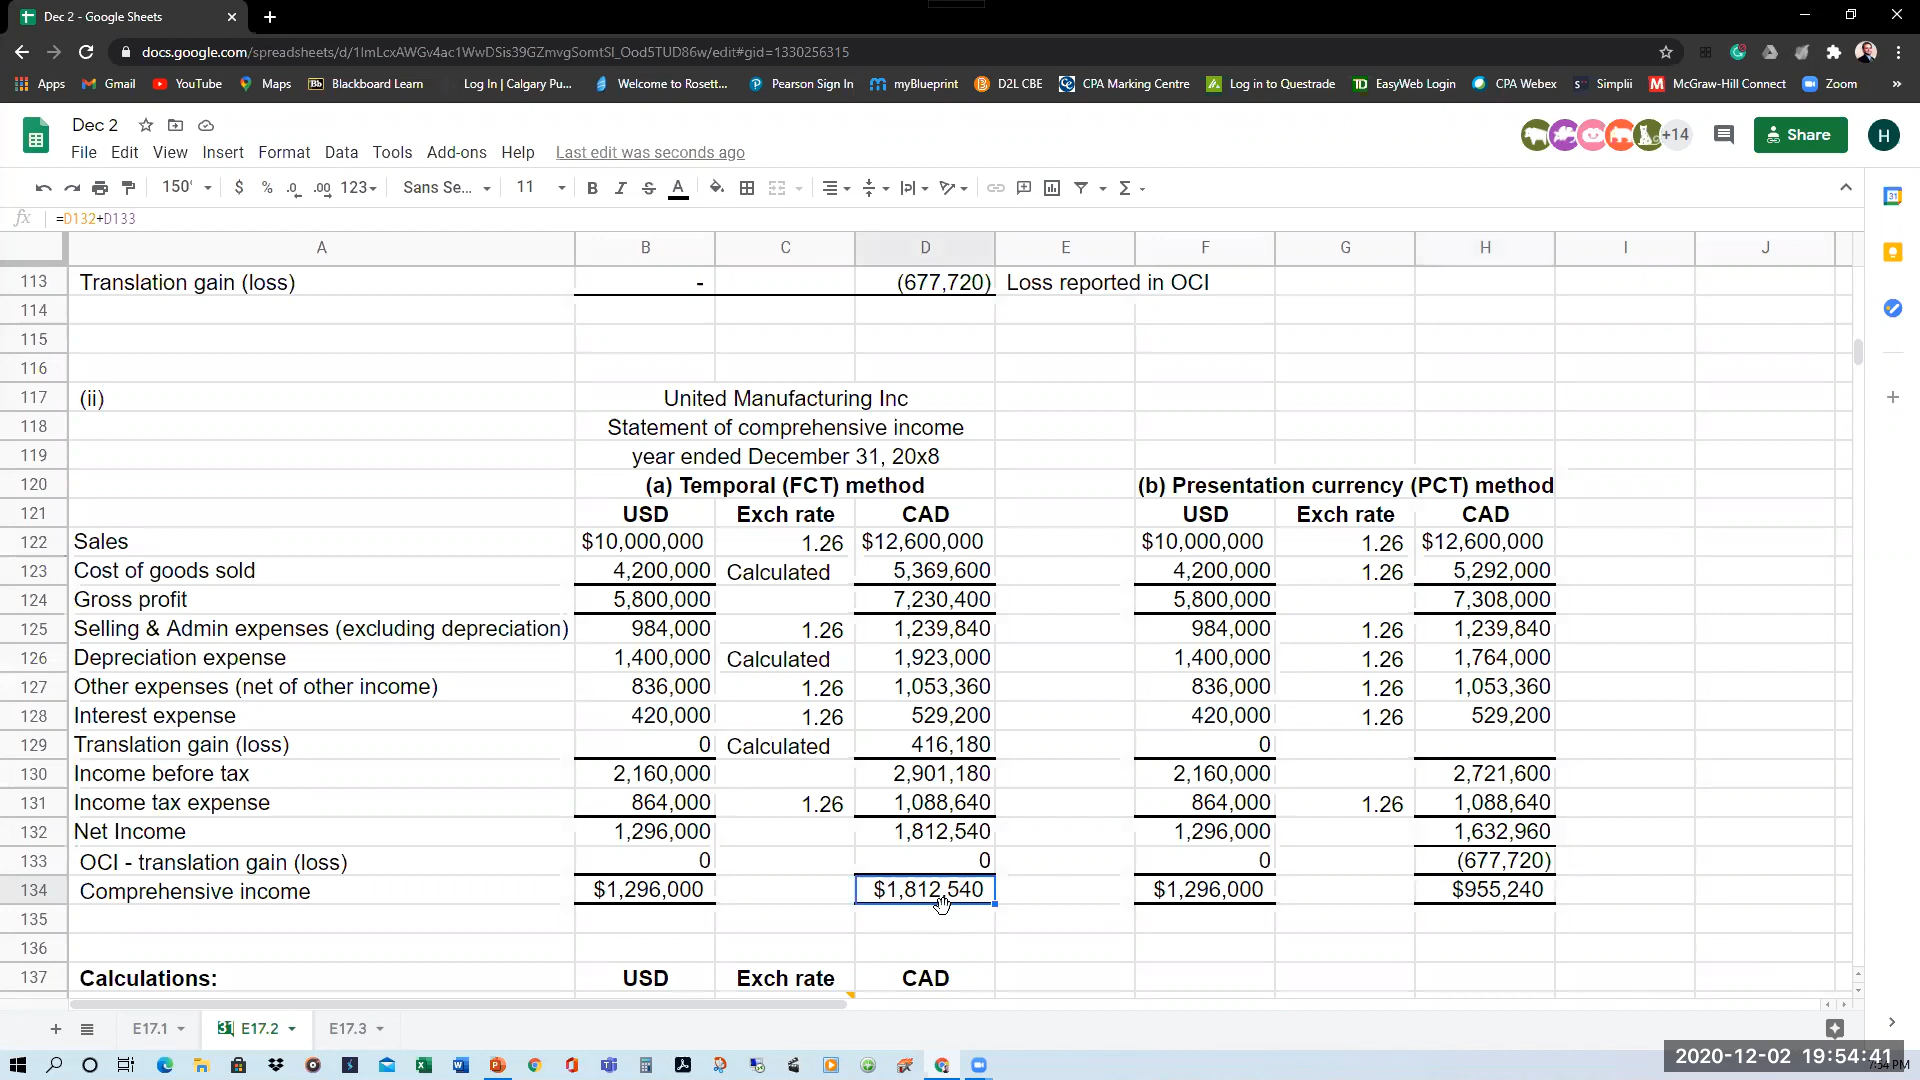 Dec 2 - Google Sheets
docs.google.com/spreadsheets/d/1ImLcxAWGv4ac1WwDSis39GZmvgSomtSI_Ood5TUD86w/edit#gid=1330256315
Apps Gmail YouTube Maps Bb Blackboard Learn Log In | Calgary Pu... Welcome to Rosett... Pearson Sign In myBlueprint D2L CBE CPA Marking Centre Log in to Questrade TD EasyWeb Login CPA Webex Simplii McGraw-Hill Connect Zoom »
Dec 2
+14 Share H
File Edit View Insert Format Data Tools Add-ons Help Last edit was seconds ago
150% $ % .0 .00 123 Sans Se... 11 B I S A Σ
fx =D132+D133
A B C D E F G H I J
113 Translation gain (loss) - (677,720) Loss reported in OCI
114
115
116
117 (ii) United Manufacturing Inc
118 Statement of comprehensive income
119 year ended December 31, 20x8
120 (a) Temporal (FCT) method (b) Presentation currency (PCT) method
121 USD Exch rate CAD USD Exch rate CAD
122 Sales $10,000,000 1.26 $12,600,000 $10,000,000 1.26 $12,600,000
123 Cost of goods sold 4,200,000 Calculated 5,369,600 4,200,000 1.26 5,292,000
124 Gross profit 5,800,000 7,230,400 5,800,000 7,308,000
125 Selling & Admin expenses (excluding depreciation) 984,000 1.26 1,239,840 984,000 1.26 1,239,840
126 Depreciation expense 1,400,000 Calculated 1,923,000 1,400,000 1.26 1,764,000
127 Other expenses (net of other income) 836,000 1.26 1,053,360 836,000 1.26 1,053,360
128 Interest expense 420,000 1.26 529,200 420,000 1.26 529,200
129 Translation gain (loss) 0 Calculated 416,180 0
130 Income before tax 2,160,000 2,901,180 2,160,000 2,721,600
131 Income tax expense 864,000 1.26 1,088,640 864,000 1.26 1,088,640
132 Net Income 1,296,000 1,812,540 1,296,000 1,632,960
133 OCI - translation gain (loss) 0 0 0 (677,720)
134 Comprehensive income $1,296,000 $1,812,540 $1,296,000 $955,240
135
136
137 Calculations: USD Exch rate CAD
E17.1 E17.2 E17.3
2020-12-02 19:54:41